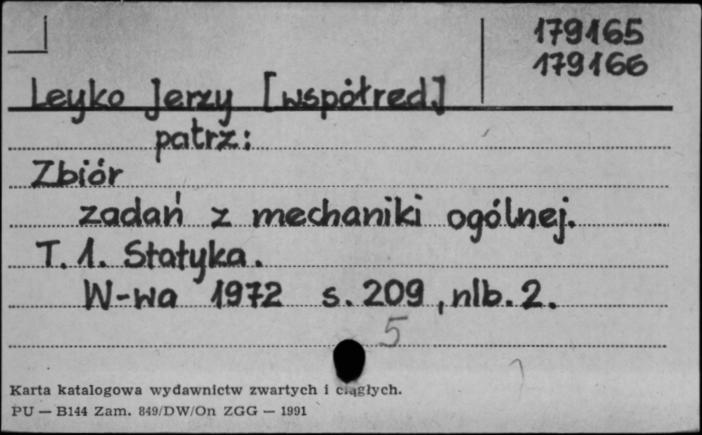 179165
179166
Leyko Jerzy [współred.]
patrz:
Zbiór
zadań z mechaniki ogólnej.
T. 1. Statyka.
W-wa 1972 s. 209, nlb. 2.
5
Karta katalogowa wydawnictw zwartych i ciągłych.
PU — B144 Zam. 849/DW/On ZGG — 1991